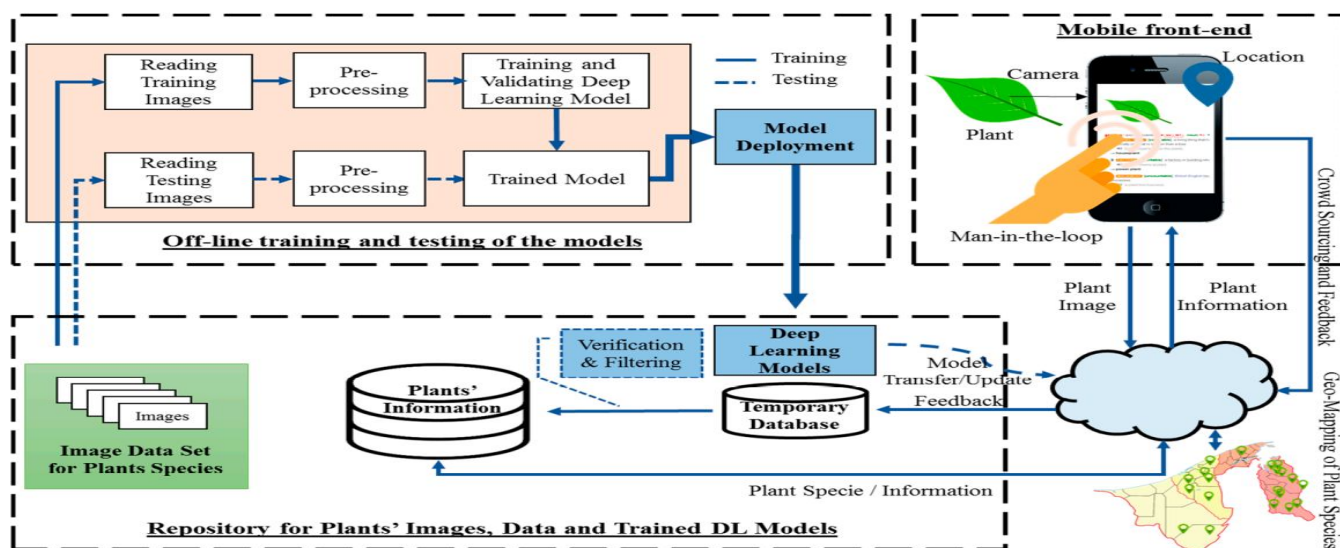 Reading
Training
Images
Pre-
processing
Training and
Validating Deep
Learning Model
Training
Testing
Reading
Testing
Images
Pre-
processing
Trained Model
Model
Deployment
Off-line training and testing of the models
Mobile front-end
Location
Camera
Plant
Man-in-the-loop
Crowd Sourcing and Feedback
Plant
Image
Plant
Information
Images
Image Data Set
for Plants Species
Plants'
Information
Verification
& Filtering
Deep
Learning
Models
Temporary
Database
Model
Transfer/Update
Feedback
Plant Specie / Information
Geo-Mapping of Plant Species
Repository for Plants' Images, Data and Trained DL Models